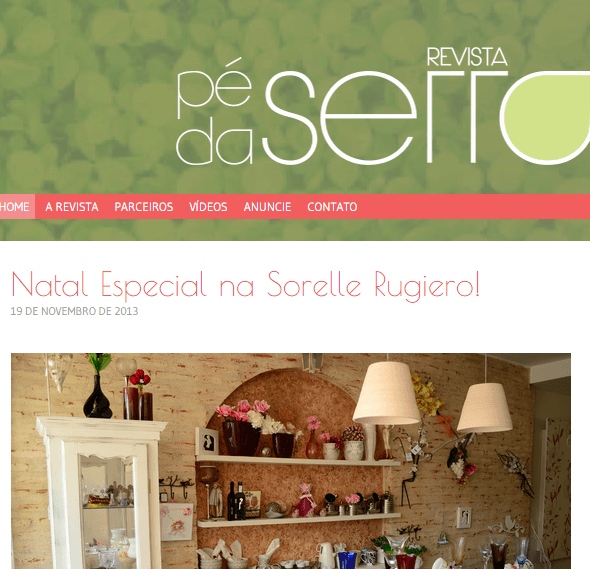 REVISTA
pé
da serra
HOME A REVISTA PARCEIROS VÍDEOS ANUNCIE CONTATO
Natal Especial na Sorelle Rugiero!
19 DE NOVEMBRO DE 2013